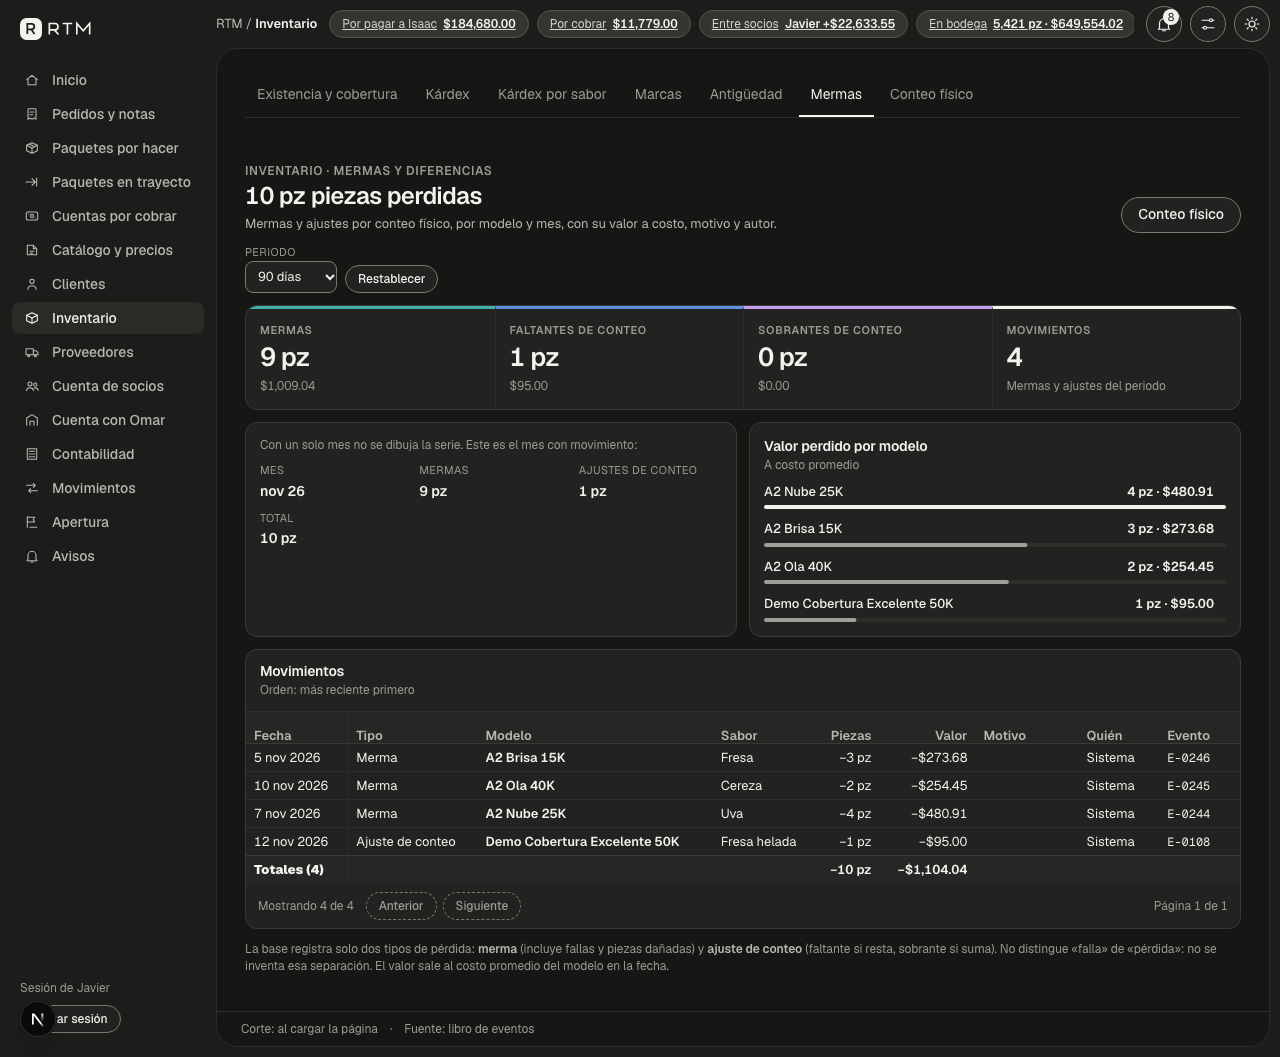 R RTM
RTM / Inventario
Por pagar a Isaac $184,680.00
Por cobrar $11,779.00
Entre socios Javier +$22,633.55
En bodega 5,421 pz · $649,554.02
8
Inicio
Pedidos y notas
Paquetes por hacer
Paquetes en trayecto
Cuentas por cobrar
Catálogo y precios
Clientes
Inventario
Proveedores
Cuenta de socios
Cuenta con Omar
Contabilidad
Movimientos
Apertura
Avisos
Sesión de Javier
N
ar sesión
Existencia y cobertura Kárdex Kárdex por sabor Marcas Antigüedad Mermas Conteo físico
INVENTARIO · MERMAS Y DIFERENCIAS
10 pz piezas perdidas
Mermas y ajustes por conteo físico, por modelo y mes, con su valor a costo, motivo y autor.
Conteo físico
PERIODO
90 días Restablecer
MERMAS
9 pz
$1,009.04
FALTANTES DE CONTEO
1 pz
$95.00
SOBRANTES DE CONTEO
0 pz
$0.00
MOVIMIENTOS
4
Mermas y ajustes del periodo
Con un solo mes no se dibuja la serie. Este es el mes con movimiento:
MES MERMAS AJUSTES DE CONTEO
nov 26 9 pz 1 pz
TOTAL
10 pz
Valor perdido por modelo
A costo promedio
A2 Nube 25K 4 pz · $480.91
A2 Brisa 15K 3 pz · $273.68
A2 Ola 40K 2 pz · $254.45
Demo Cobertura Excelente 50K 1 pz · $95.00
Movimientos
Orden: más reciente primero
Fecha Tipo Modelo Sabor Piezas Valor Motivo Quién Evento
5 nov 2026 Merma A2 Brisa 15K Fresa −3 pz −$273.68 Sistema E-0246
10 nov 2026 Merma A2 Ola 40K Cereza −2 pz −$254.45 Sistema E-0245
7 nov 2026 Merma A2 Nube 25K Uva −4 pz −$480.91 Sistema E-0244
12 nov 2026 Ajuste de conteo Demo Cobertura Excelente 50K Fresa helada −1 pz −$95.00 Sistema E-0108
Totales (4) −10 pz −$1,104.04
Mostrando 4 de 4 Anterior Siguiente Página 1 de 1
La base registra solo dos tipos de pérdida: merma (incluye fallas y piezas dañadas) y ajuste de conteo (faltante si resta, sobrante si suma). No distingue «falla» de «pérdida»: no se
inventa esa separación. El valor sale al costo promedio del modelo en la fecha.
Corte: al cargar la página · Fuente: libro de eventos